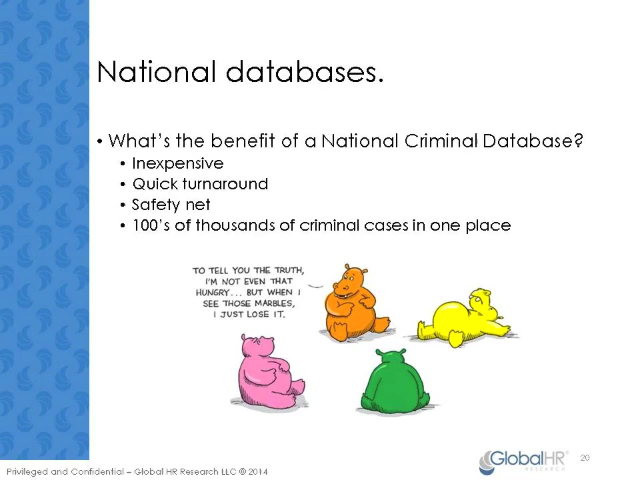 National databases.
• What's the benefit of a National Criminal Database?
• Inexpensive
• Quick turnaround
• Safety net
• 100's of thousands of criminal cases in one place
TO TELL YOU THE TRUTH,
I'M NOT EVEN THAT
HUNGRY... BUT WHEN I
SEE THOSE MARBLES,
I JUST LOSE IT.
GlobalHR
RESEARCH
20
Privileged and Confidential – Global HR Research LLC © 2014